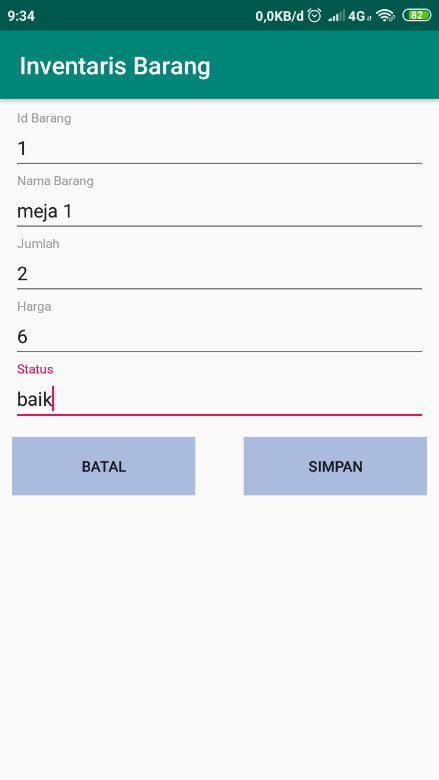 9:34
0,0KB/d 4G 82
Inventaris Barang
Id Barang
1
Nama Barang
meja 1
Jumlah
2
Harga
6
Status
baik
BATAL SIMPAN